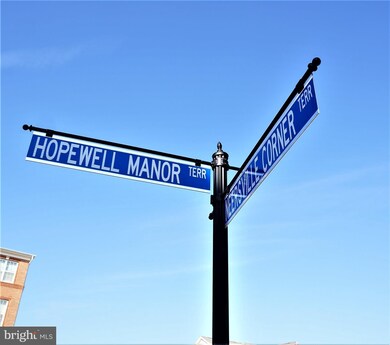 HOPEWELL MANOR TERR
CORNER TERR
bright MLS